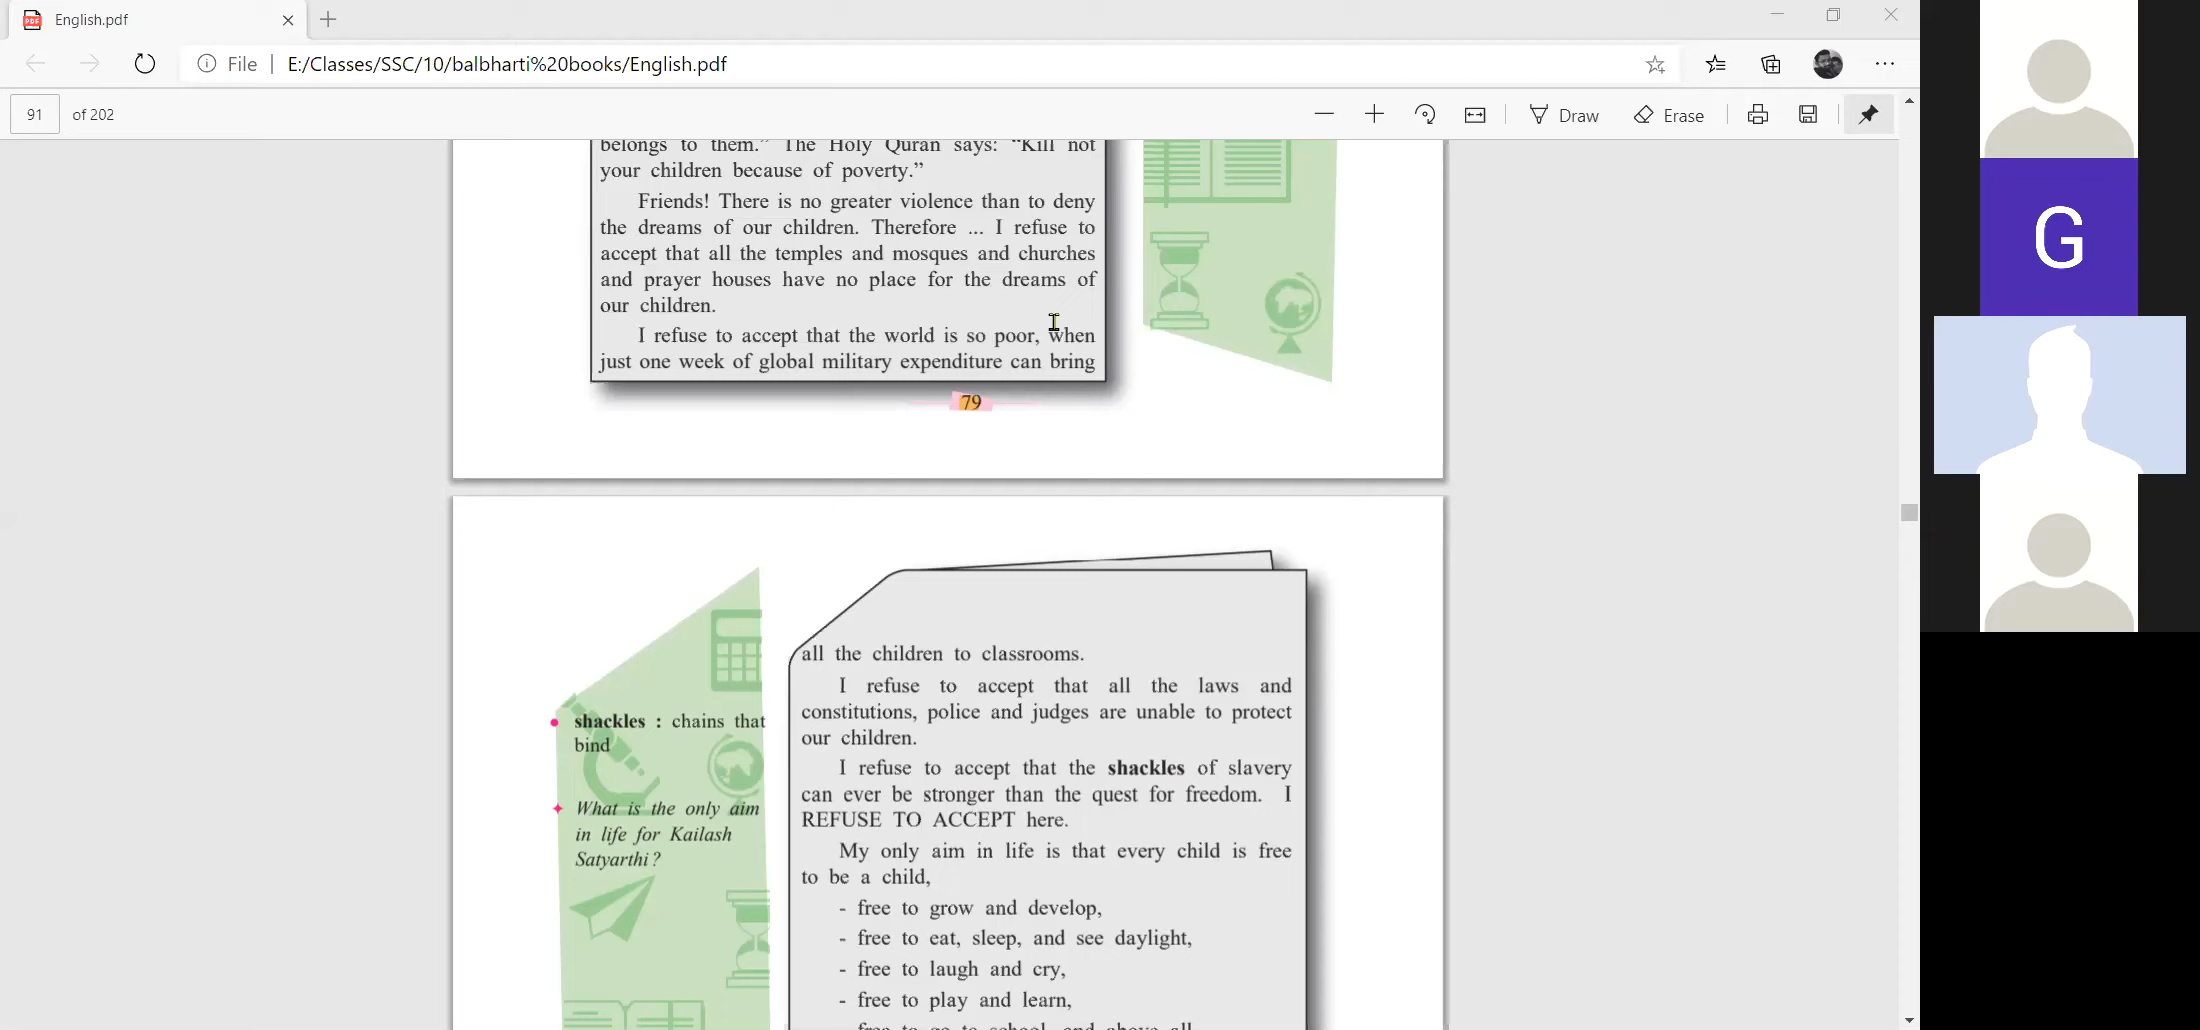 English.pdf
File
E:/Classes/SSC/10/balbharti%20books/English.pdf
91
of 202
Draw
Erase
belongs to them.” The Holy Quran says: “Kill not
your children because of poverty.”
Friends! There is no greater violence than to deny
the dreams of our children. Therefore ... I refuse to
accept that all the temples and mosques and churches
and prayer houses have no place for the dreams of
our children.
I refuse to accept that the world is so poor, when
just one week of global military expenditure can bring
79
all the children to classrooms.
I refuse to accept that all the laws and
constitutions, police and judges are unable to protect
our children.
I refuse to accept that the shackles of slavery
can ever be stronger than the quest for freedom. I
REFUSE TO ACCEPT here.
My only aim in life is that every child is free
to be a child,
- free to grow and develop,
- free to eat, sleep, and see daylight,
- free to laugh and cry,
- free to play and learn,
- free to go to school, and above all,
shackles : chains that
bind
What is the only aim
in life for Kailash
Satyarthi?
G